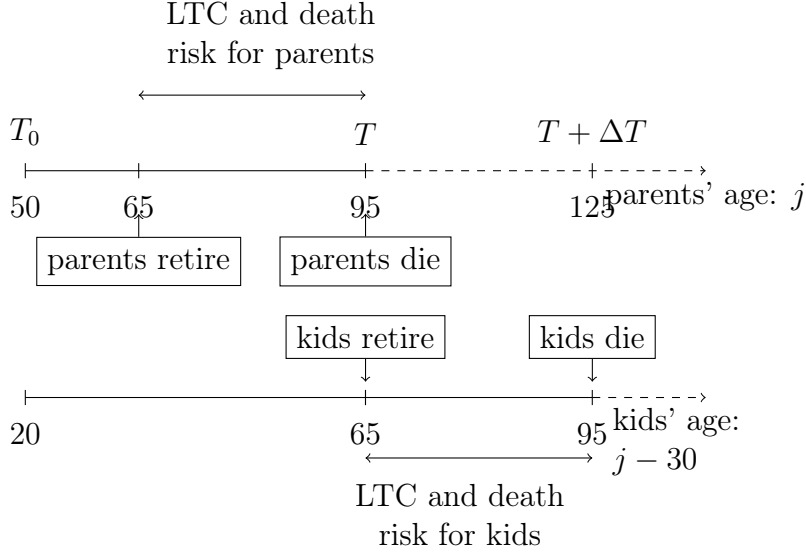 LTC and death
risk for parents
T₀ T T + ΔT
50 65 95 125 parents' age: j
parents retire parents die
kids retire kids die
20 65 95 kids' age:
j − 30
LTC and death
risk for kids